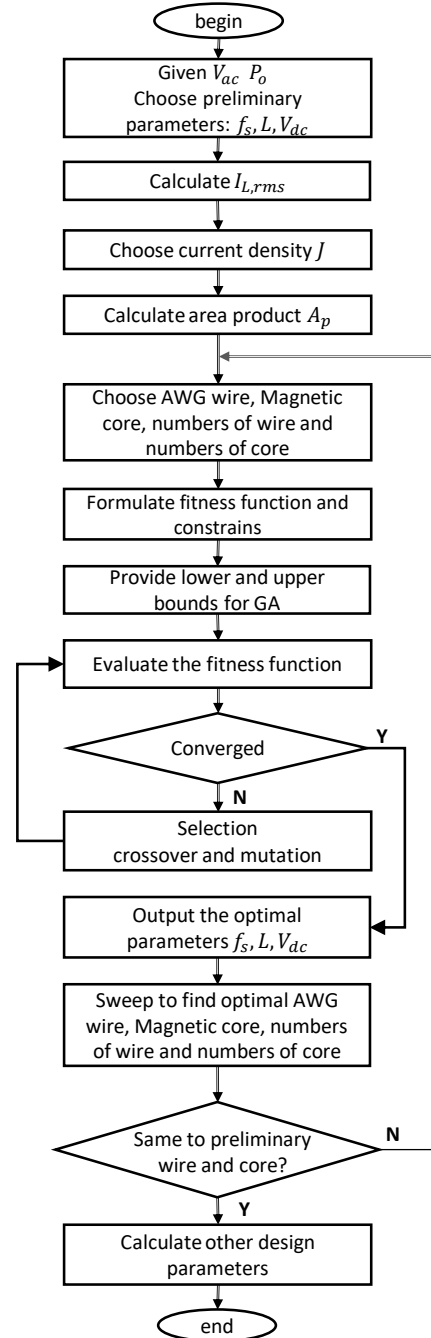 begin
Given V_ac P_o
Choose preliminary
parameters: f_s, L, V_dc
Calculate I_L,rms
Choose current density J
Calculate area product A_p
Choose AWG wire, Magnetic
core, numbers of wire and
numbers of core
Formulate fitness function and
constrains
Provide lower and upper
bounds for GA
Evaluate the fitness function
Converged
Y
N
Selection
crossover and mutation
Output the optimal
parameters f_s, L, V_dc
Sweep to find optimal AWG
wire, Magnetic core, numbers
of wire and numbers of core
Same to preliminary
wire and core?
N
Y
Calculate other design
parameters
end